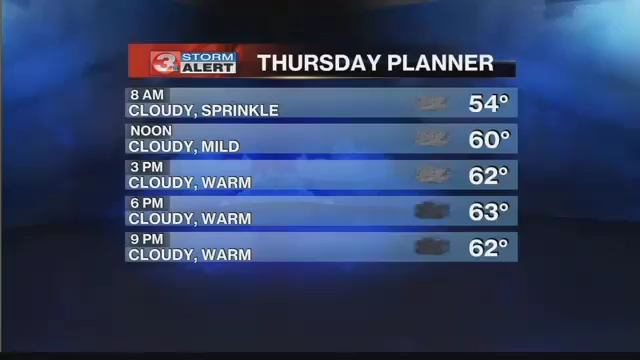 3 STORM ALERT THURSDAY PLANNER
8 AM
CLOUDY, SPRINKLE 54°
NOON
CLOUDY, MILD 60°
3 PM
CLOUDY, WARM 62°
6 PM
CLOUDY, WARM 63°
9 PM
CLOUDY, WARM 62°